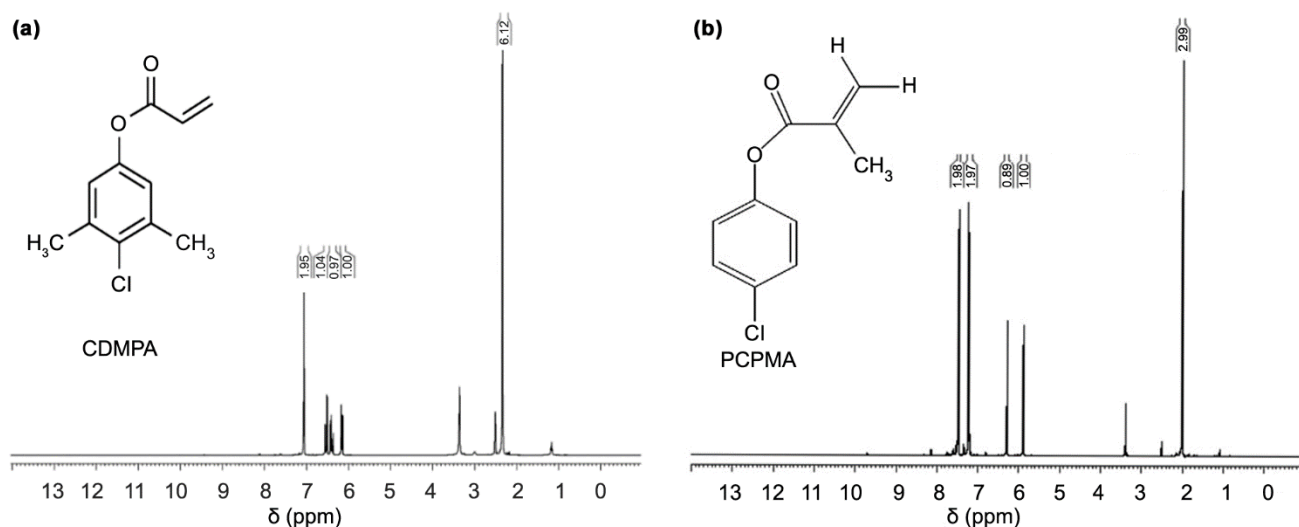 (a)
6.12
O
O
H₃C
CH₃
Cl
CDMPA
1.95
1.04
0.97
1.00
13 12 11 10 9 8 7 6 5 4 3 2 1 0
δ (ppm)
(b)
2.99
H
H
O
O
CH₃
Cl
PCPMA
1.98
1.97
0.89
1.00
13 12 11 10 9 8 7 6 5 4 3 2 1 0
δ (ppm)